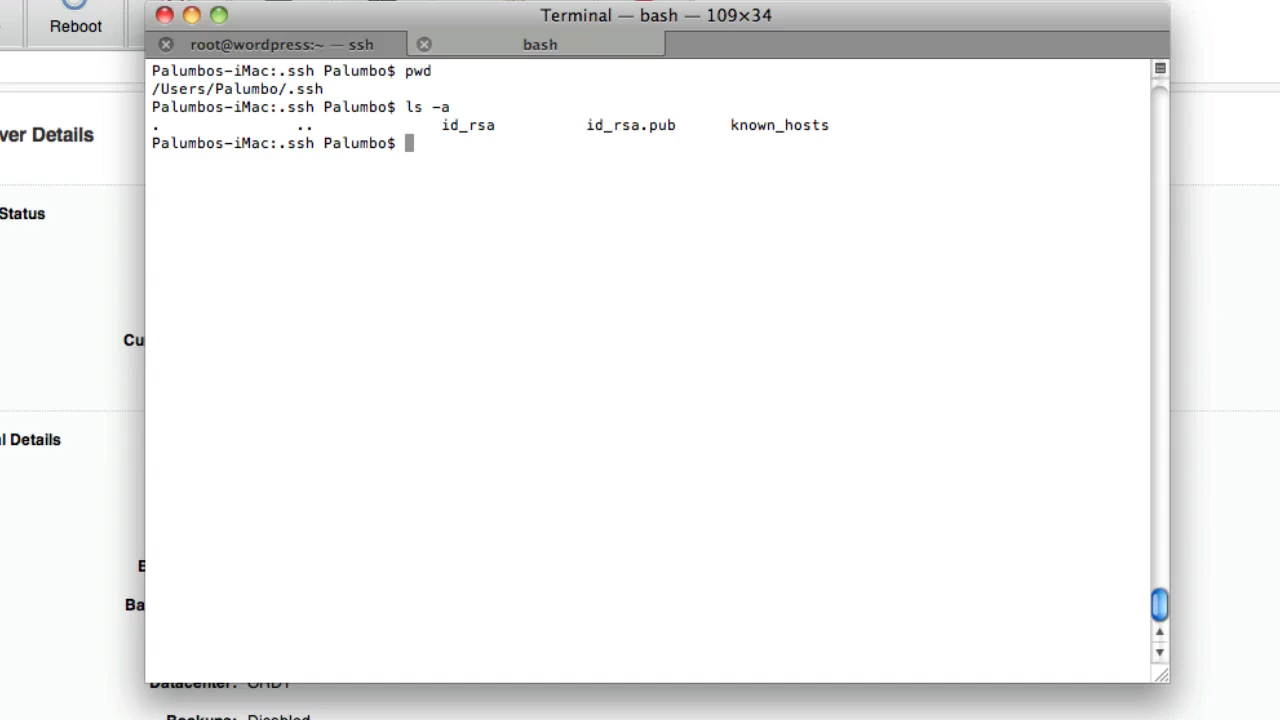 Reboot
Terminal — bash — 109×34
root@wordpress:~ — ssh
bash
Palumbos-iMac:.ssh Palumbo$ pwd
/Users/Palumbo/.ssh
Palumbos-iMac:.ssh Palumbo$ ls -a
. .. id_rsa id_rsa.pub known_hosts
Palumbos-iMac:.ssh Palumbo$
ver Details
Status
Cu
l Details
B
Ba
Datacenter: ORD1
Backups: Disabled